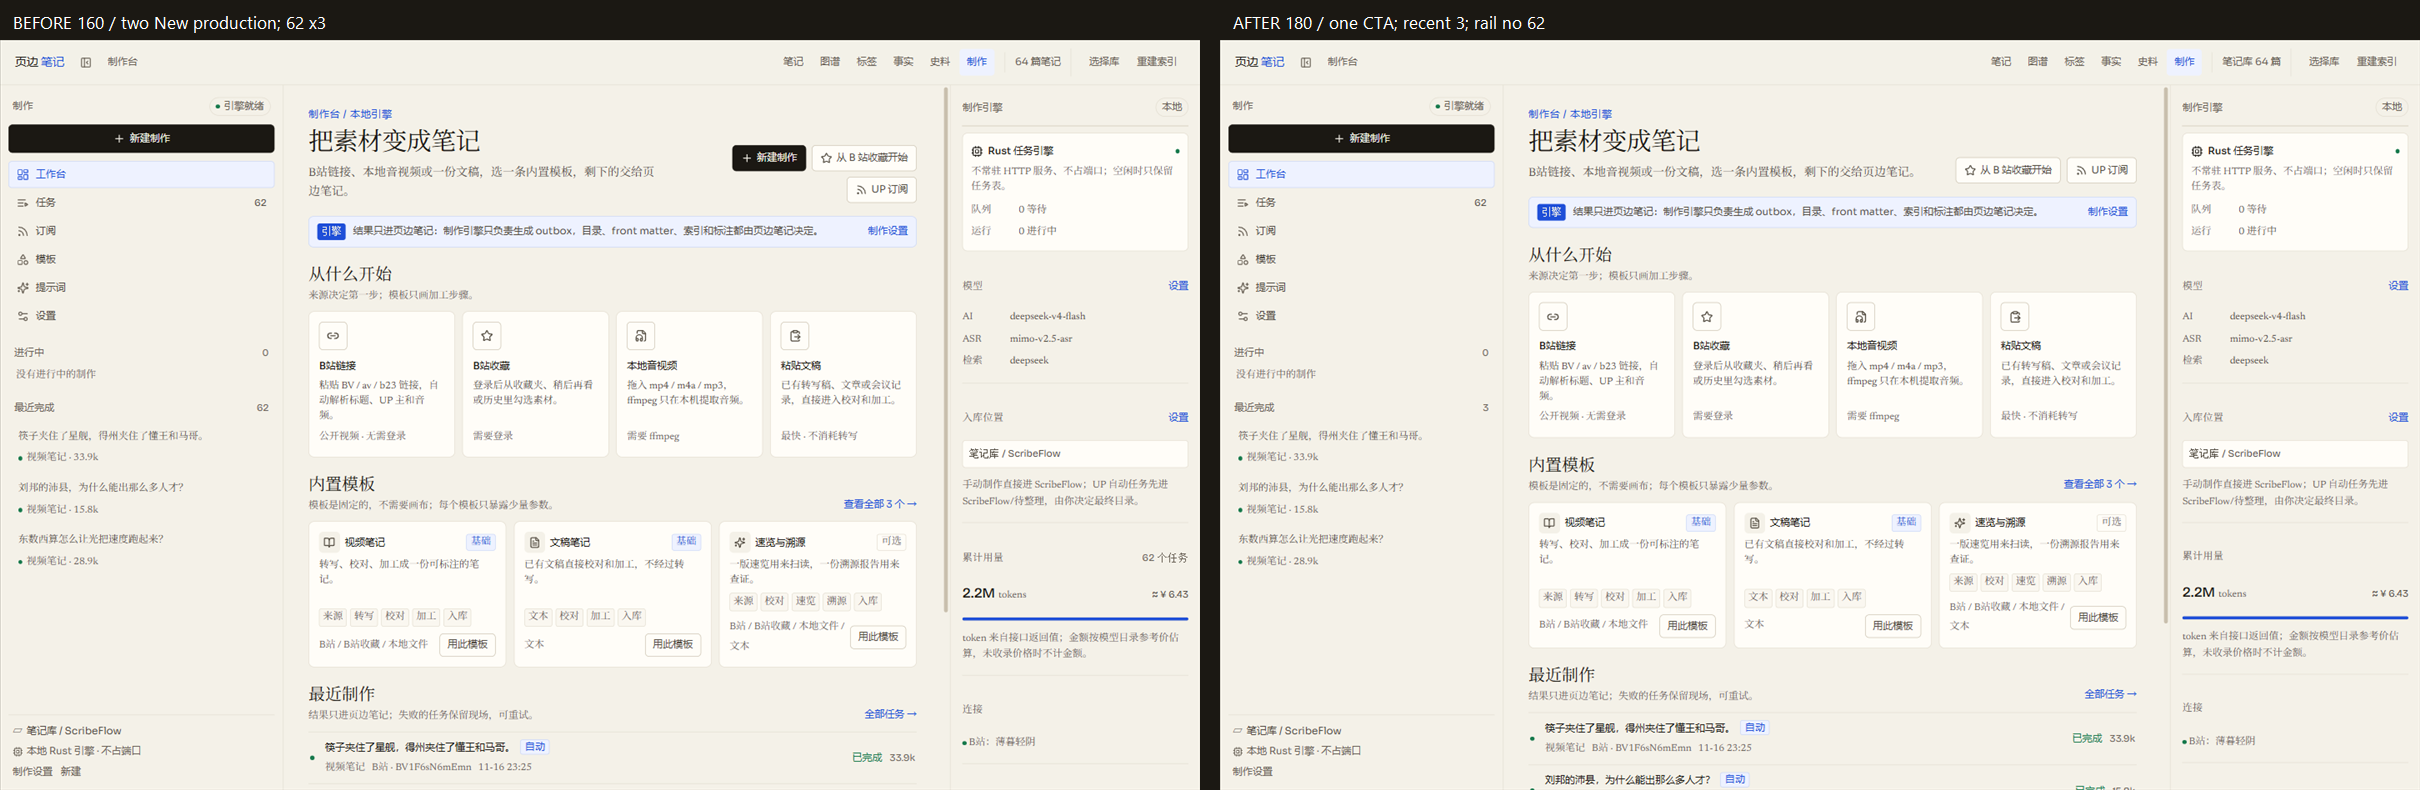 BEFORE 160 / two New production; 62 x3
页边 笔记
制作台
笔记
图谱
标签
事实
史料
制作
64 篇笔记
选择库
重建索引
制作
引擎就绪
+ 新建制作
工作台
任务 62
订阅
模板
提示词
设置
进行中 0
没有进行中的制作
最近完成 62
筷子夹住了星舰，得州夹住了懂王和马哥。
视频笔记 · 33.9k
刘邦的沛县，为什么能出那么多人才？
视频笔记 · 15.8k
东数西算怎么让光把速度跑起来？
视频笔记 · 28.9k
笔记库 / ScribeFlow
本地 Rust 引擎 · 不占端口
制作设置 新建
制作台 / 本地引擎
把素材变成笔记
B站链接、本地音视频或一份文稿，选一条内置模板，剩下的交给页
边笔记。
+ 新建制作
从 B 站收藏开始
UP 订阅
引擎 结果只进页边笔记：制作引擎只负责生成 outbox，目录、front matter、索引和标注都由页边笔记决定。 制作设置
从什么开始
来源决定第一步；模板只画加工步骤。
B站链接
粘贴 BV / av / b23 链接，自
动解析标题、UP 主和音
频。
公开视频 · 无需登录
B站收藏
登录后从收藏夹、稍后再看
或历史里勾选素材。
需要登录
本地音视频
拖入 mp4 / m4a / mp3，
ffmpeg 只在本机提取音频。
需要 ffmpeg
粘贴文稿
已有转写稿、文章或会议记
录，直接进入校对和加工。
最快 · 不消耗转写
内置模板
模板是固定的，不需要画布；每个模板只暴露少量参数。
查看全部 3 个 →
视频笔记 基础
转写、校对、加工成一份可标注的笔
记。
来源 转写 校对 加工 入库
B站 / B站收藏 / 本地文件 用此模板
文稿笔记 基础
已有文稿直接校对和加工，不经过转
写。
文本 校对 加工 入库
文本 用此模板
速览与溯源 可选
一版速览用来扫读，一份溯源报告用来
查证。
来源 校对 速览 溯源 入库
B站 / B站收藏 / 本地文件 /
文本
用此模板
最近制作
结果只进页边笔记；失败的任务保留现场，可重试。
全部任务 →
筷子夹住了星舰，得州夹住了懂王和马哥。 自动
视频笔记 B站 · BV1F6sN6mEmn 11-16 23:25
已完成 33.9k
制作引擎 本地
Rust 任务引擎
不常驻 HTTP 服务、不占端口；空闲时只保留
任务表。
队列 0 等待
运行 0 进行中
模型 设置
AI deepseek-v4-flash
ASR mimo-v2.5-asr
检索 deepseek
入库位置 设置
笔记库 / ScribeFlow
手动制作直接进 ScribeFlow；UP 自动任务先进
ScribeFlow/待整理，由你决定最终目录。
累计用量 62 个任务
2.2M tokens ≈ ¥ 6.43
token 来自接口返回值；金额按模型目录参考价估
算，未收录价格时不计金额。
连接
B站：薄暮轻阴
AFTER 180 / one CTA; recent 3; rail no 62
页边 笔记
制作台
笔记
图谱
标签
事实
史料
制作
笔记库 64 篇
选择库
重建索引
制作
引擎就绪
+ 新建制作
工作台
任务 62
订阅
模板
提示词
设置
进行中 0
没有进行中的制作
最近完成 3
筷子夹住了星舰，得州夹住了懂王和马哥。
视频笔记 · 33.9k
刘邦的沛县，为什么能出那么多人才？
视频笔记 · 15.8k
东数西算怎么让光把速度跑起来？
视频笔记 · 28.9k
笔记库 / ScribeFlow
本地 Rust 引擎 · 不占端口
制作设置
制作台 / 本地引擎
把素材变成笔记
B站链接、本地音视频或一份文稿，选一条内置模板，剩下的交给页边笔记。
从 B 站收藏开始
UP 订阅
引擎 结果只进页边笔记：制作引擎只负责生成 outbox，目录、front matter、索引和标注都由页边笔记决定。 制作设置
从什么开始
来源决定第一步；模板只画加工步骤。
B站链接
粘贴 BV / av / b23 链接，自
动解析标题、UP 主和音
频。
公开视频 · 无需登录
B站收藏
登录后从收藏夹、稍后再看
或历史里勾选素材。
需要登录
本地音视频
拖入 mp4 / m4a / mp3，
ffmpeg 只在本机提取音频。
需要 ffmpeg
粘贴文稿
已有转写稿、文章或会议记
录，直接进入校对和加工。
最快 · 不消耗转写
内置模板
模板是固定的，不需要画布；每个模板只暴露少量参数。
查看全部 3 个 →
视频笔记 基础
转写、校对、加工成一份可标注的笔
记。
来源 转写 校对 加工 入库
B站 / B站收藏 / 本地文件 用此模板
文稿笔记 基础
已有文稿直接校对和加工，不经过转
写。
文本 校对 加工 入库
文本 用此模板
速览与溯源 可选
一版速览用来扫读，一份溯源报告用来
查证。
来源 校对 速览 溯源 入库
B站 / B站收藏 / 本地文件 /
文本
用此模板
最近制作
结果只进页边笔记；失败的任务保留现场，可重试。
全部任务 →
筷子夹住了星舰，得州夹住了懂王和马哥。 自动
视频笔记 B站 · BV1F6sN6mEmn 11-16 23:25
已完成 33.9k
刘邦的沛县，为什么能出那么多人才？ 自动
制作引擎 本地
Rust 任务引擎
不常驻 HTTP 服务、不占端口；空闲时只保留
任务表。
队列 0 等待
运行 0 进行中
模型 设置
AI deepseek-v4-flash
ASR mimo-v2.5-asr
检索 deepseek
入库位置 设置
笔记库 / ScribeFlow
手动制作直接进 ScribeFlow；UP 自动任务先进
ScribeFlow/待整理，由你决定最终目录。
累计用量
2.2M tokens ≈ ¥ 6.43
token 来自接口返回值；金额按模型目录参考价估
算，未收录价格时不计金额。
连接
B站：薄暮轻阴